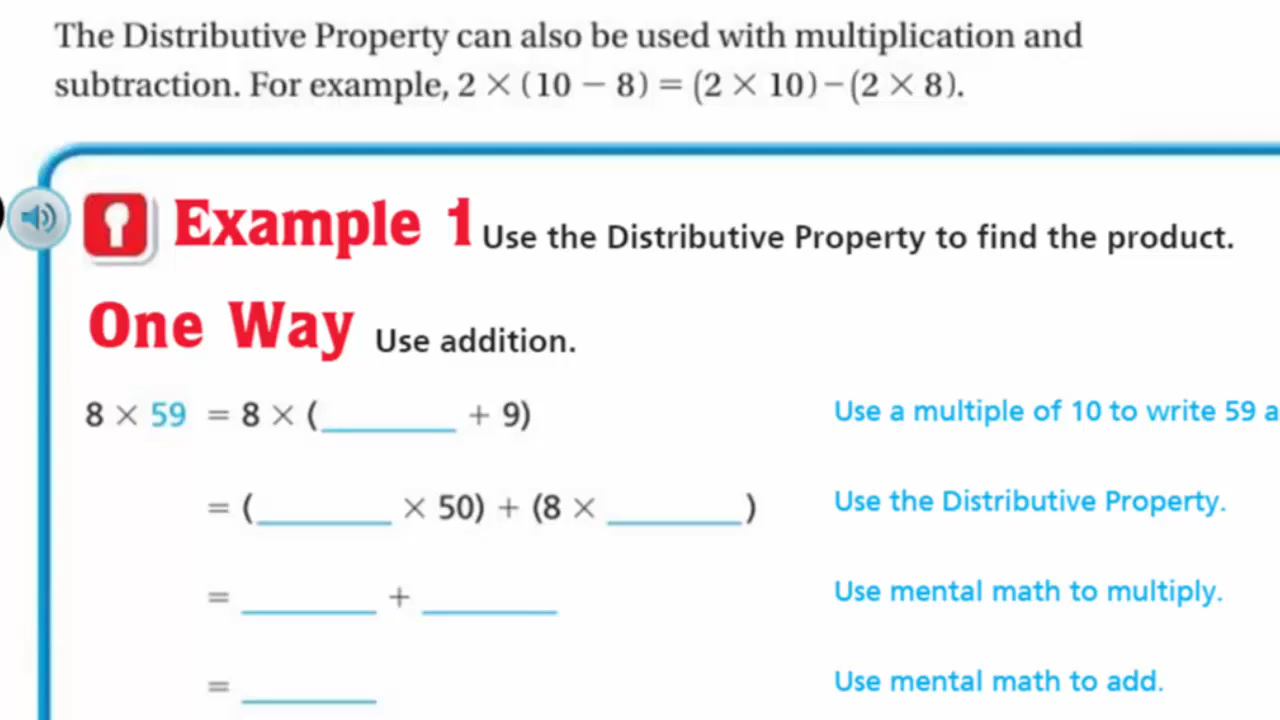 The Distributive Property can also be used with multiplication and
subtraction. For example, 2 × (10 − 8) = (2 × 10) − (2 × 8).
Example 1 Use the Distributive Property to find the product.
One Way Use addition.
8 × 59 = 8 × (________ + 9) Use a multiple of 10 to write 59 a
= (________ × 50) + (8 × ________) Use the Distributive Property.
= ________ + ________ Use mental math to multiply.
= ________ Use mental math to add.